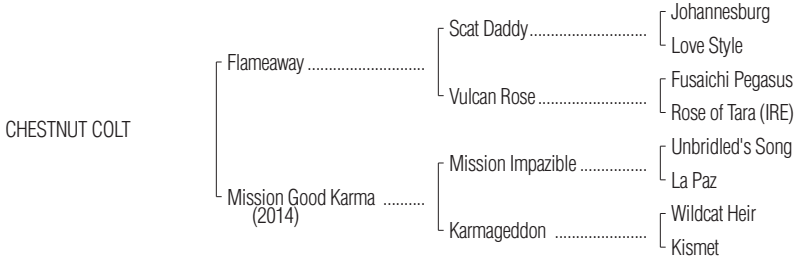 Johannesburg
Scat Daddy
Love Style
Flameaway
Fusaichi Pegasus
Vulcan Rose
Rose of Tara (IRE)
CHESTNUT COLT
Unbridled's Song
Mission Impazible
La Paz
Mission Good Karma
(2014)
Wildcat Heir
Karmageddon
Kismet